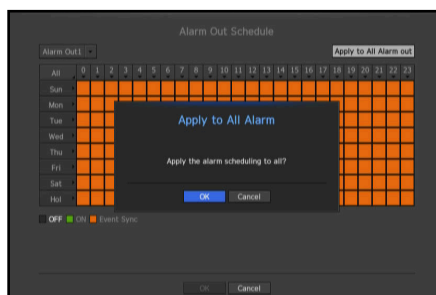 Alarm Out Schedule
Alarm Out1
Apply to All Alarm out
All 0 1 2 3 4 5 6 7 8 9 10 11 12 13 14 15 16 17 18 19 20 21 22 23
Sun
Mon
Tue
Wed
Thu
Fri
Sat
Hol
Apply to All Alarm
Apply the alarm scheduling to all?
OK Cancel
OFF ON Event Sync
OK Cancel